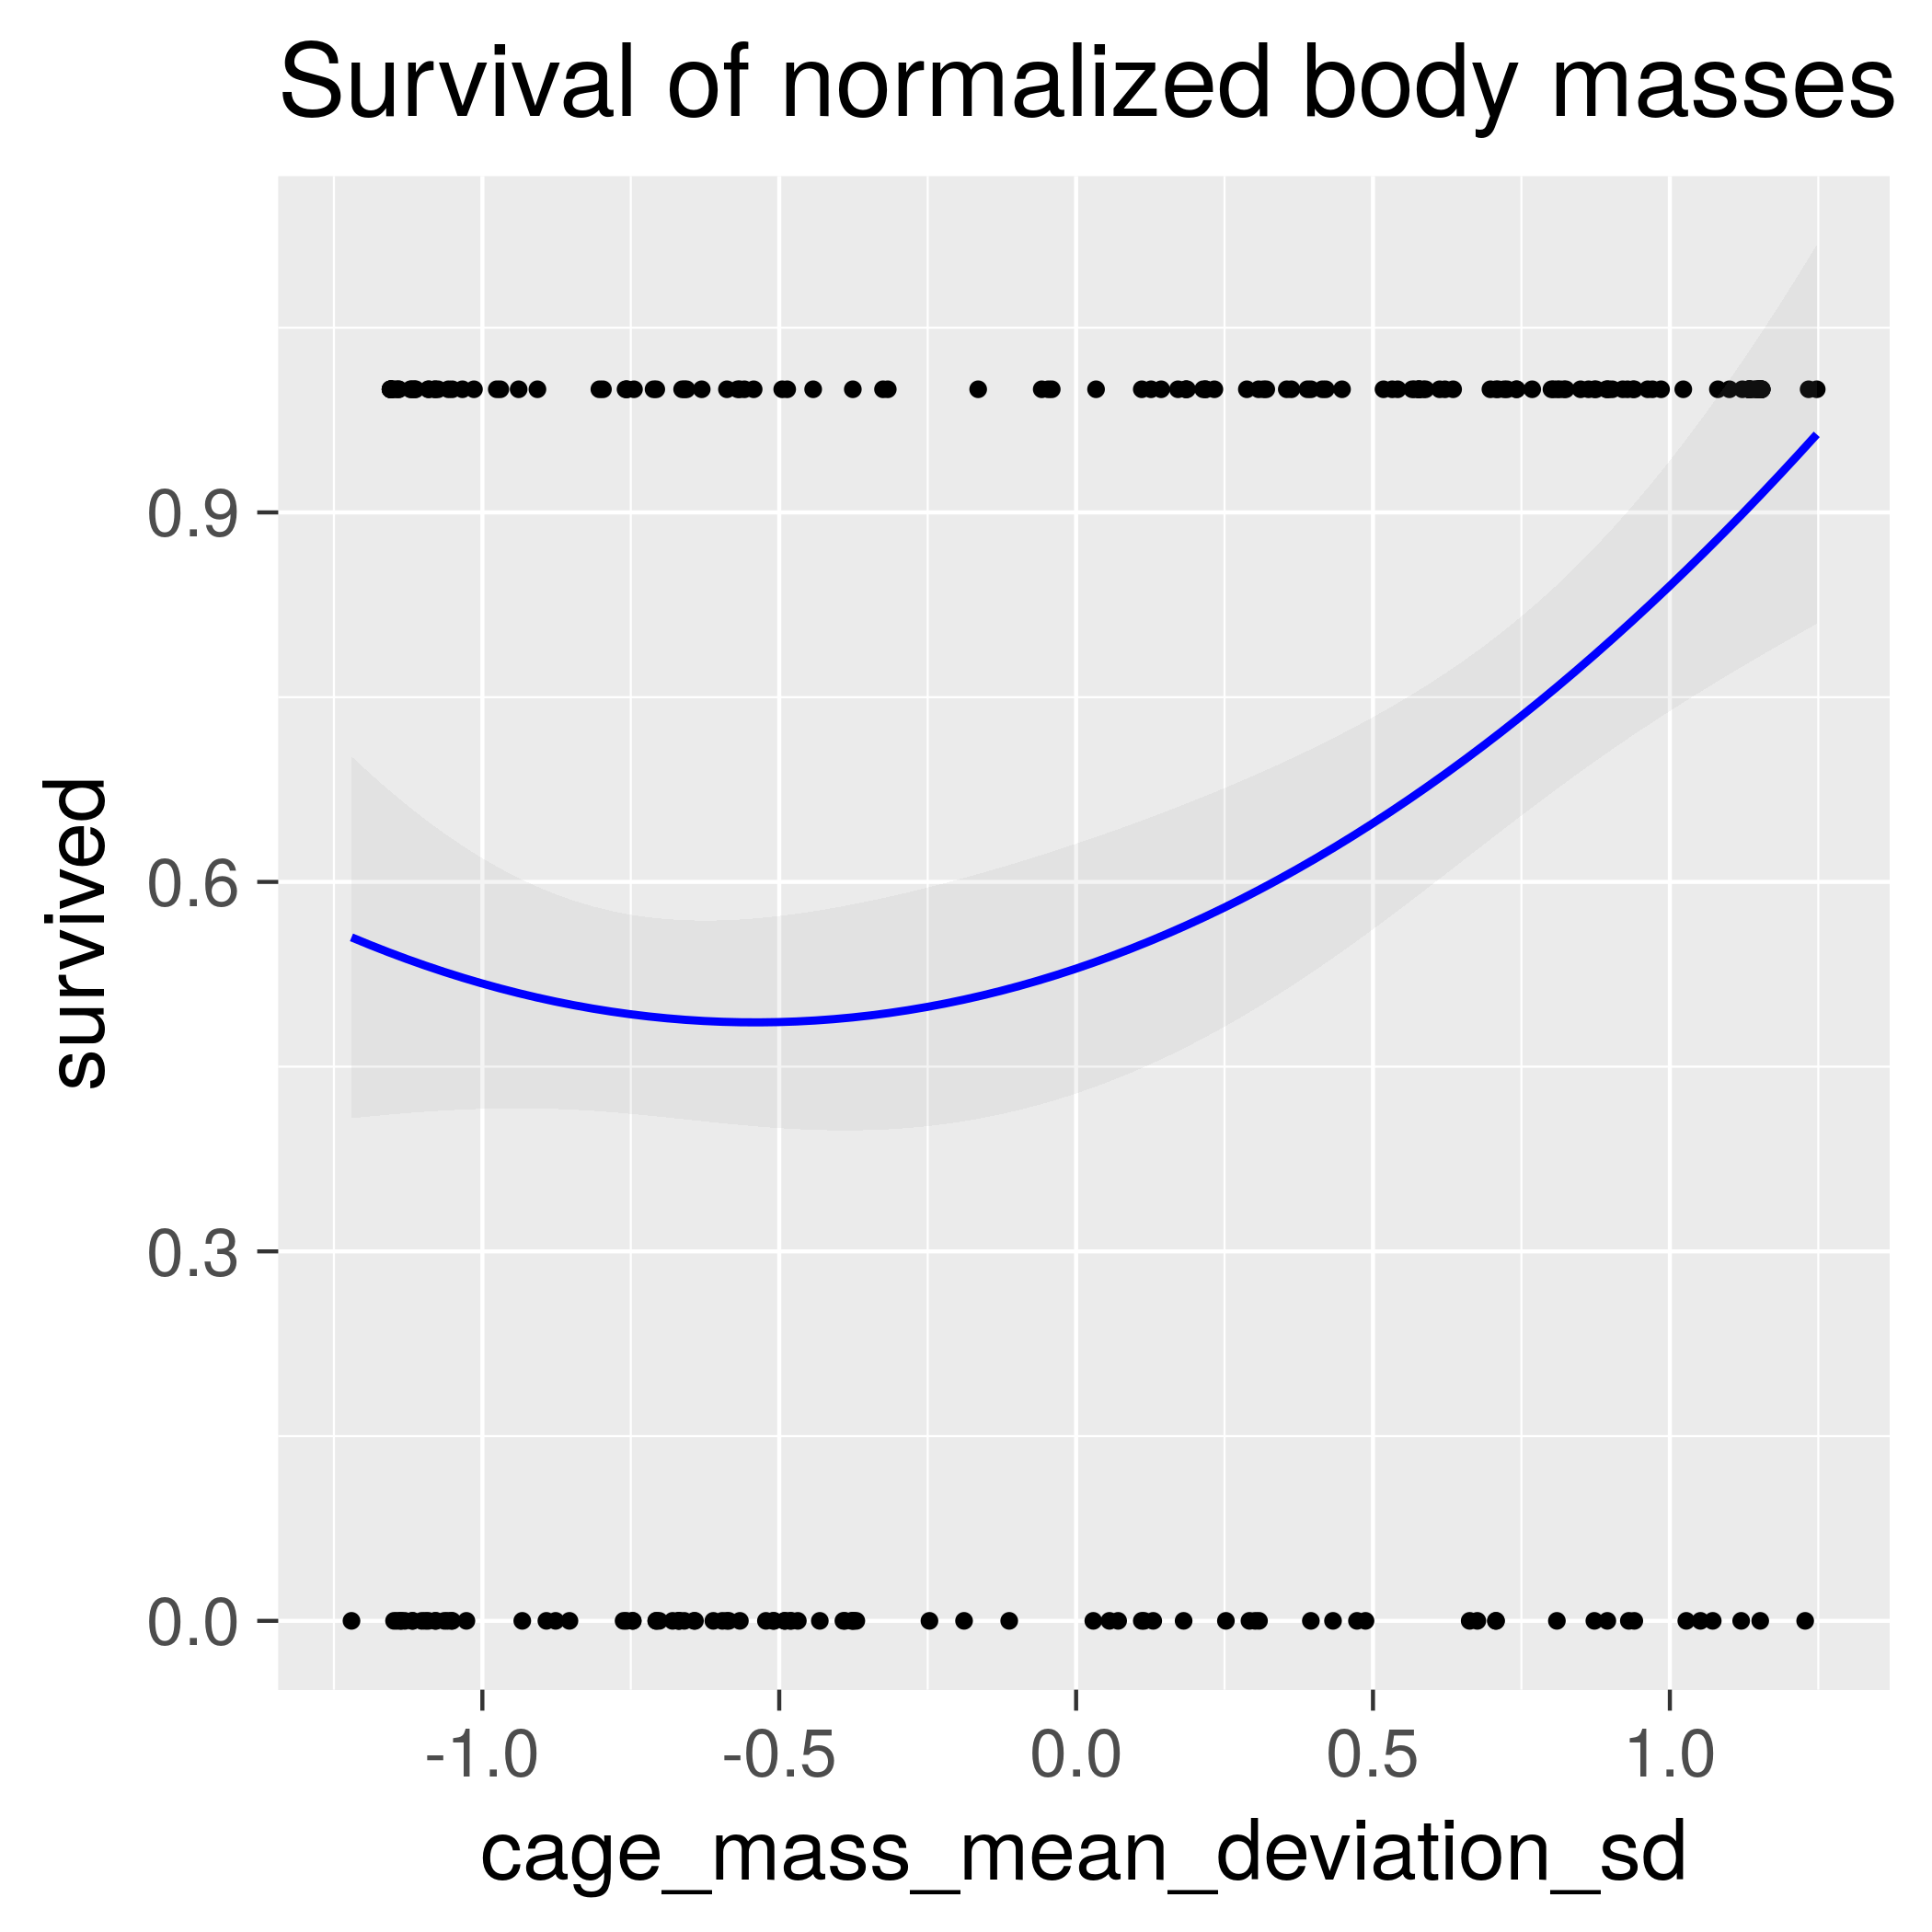 Survival of normalized body masses
survived
0.9
0.6
0.3
0.0
-1.0 -0.5 0.0 0.5 1.0
cage_mass_mean_deviation_sd